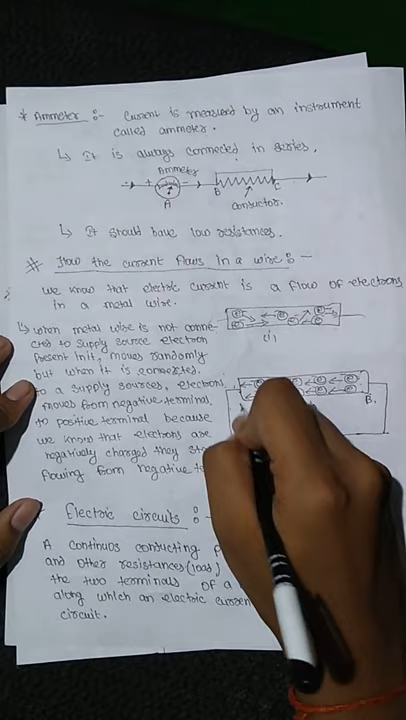 * Ammeter :- Current is measured by an instrument
called ammeter.
↳ It is always connected in series.
Ammeter
+ - B C
A
Conductor.
↳ It should have low resistances.
# How the current flows in a wire :-
we know that electric current is a flow of electrons
in a metal wire.
↳ when metal wire is not conne-
cted to supply source electron
Present in it, moves randomly
but when it is connected.
to a supply sources, electrons
moves from negative terminal.
to positive terminal because
we know that electrons are
negatively charged they
flowing from negative
B
Electric circuits :-
A continuos conducting
and other resistances (load)
the two terminals of a
along which an electric current
circuit.